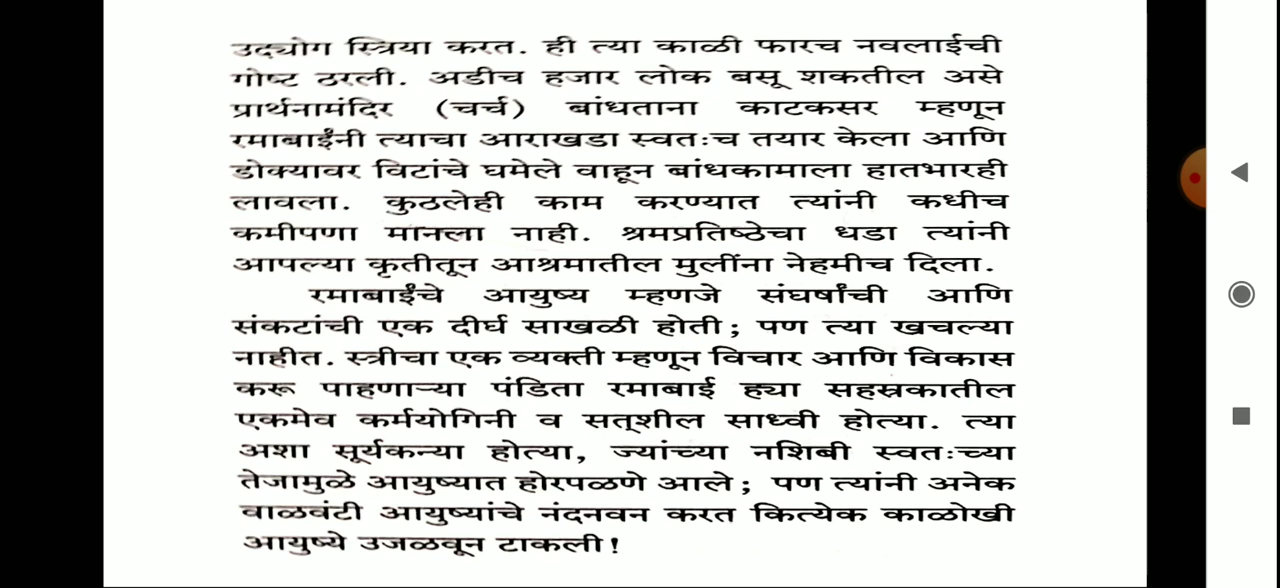 उद्योग स्त्रिया करत. ही त्या काळी फारच नवलाईची
गोष्ट ठरली. अडीच हजार लोक बसू शकतील असे
प्रार्थनामंदिर (चर्च) बांधताना काटकसर म्हणून
रमाबाईंनी त्याचा आराखडा स्वतःच तयार केला आणि
डोक्यावर विटांचे घमेले वाहून बांधकामाला हातभारही
लावला. कुठलेही काम करण्यात त्यांनी कधीच
कमीपणा मानला नाही. श्रमप्रतिष्ठेचा धडा त्यांनी
आपल्या कृतीतून आश्रमातील मुलींना नेहमीच दिला.
रमाबाईंचे आयुष्य म्हणजे संघर्षांची आणि
संकटांची एक दीर्घ साखळी होती; पण त्या खचल्या
नाहीत. स्त्रीचा एक व्यक्ती म्हणून विचार आणि विकास
करू पाहणाऱ्या पंडिता रमाबाई ह्या सहस्रकातील
एकमेव कर्मयोगिनी व सत्‌शील साध्वी होत्या. त्या
अशा सूर्यकन्या होत्या, ज्यांच्या नशिबी स्वतःच्या
तेजामुळे आयुष्यात होरपळणे आले; पण त्यांनी अनेक
वाळवंटी आयुष्यांचे नंदनवन करत कित्येक काळोखी
आयुष्ये उजळवून टाकली!